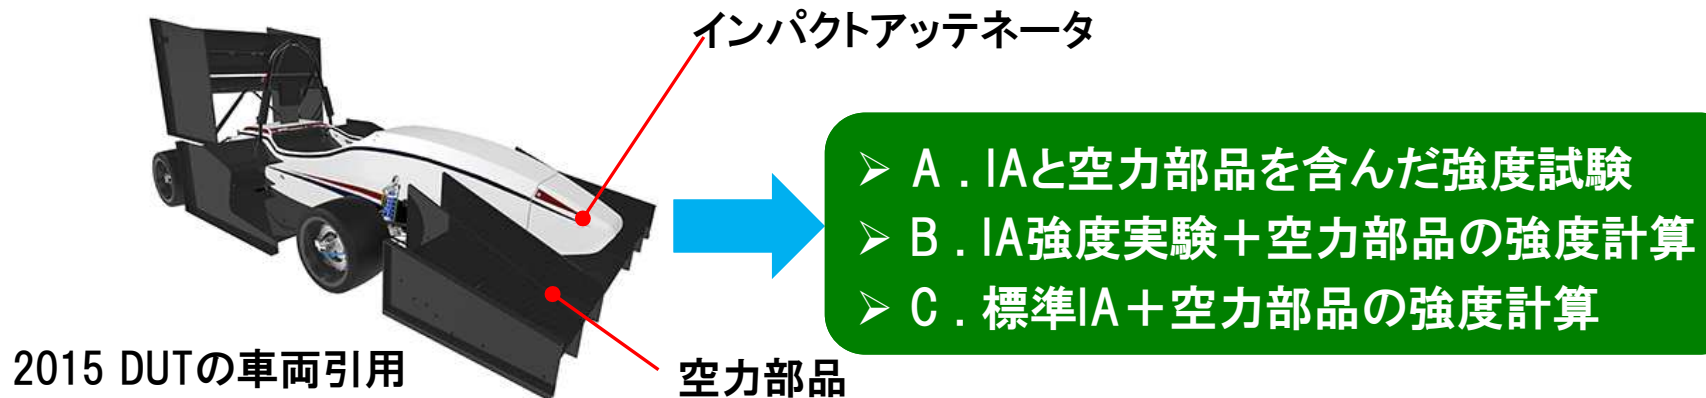 インパクトアッテネータ
➢ A．IAと空力部品を含んだ強度試験
➢ B．IA強度実験＋空力部品の強度計算
➢ C．標準IA＋空力部品の強度計算
2015 DUTの車両引用
空力部品